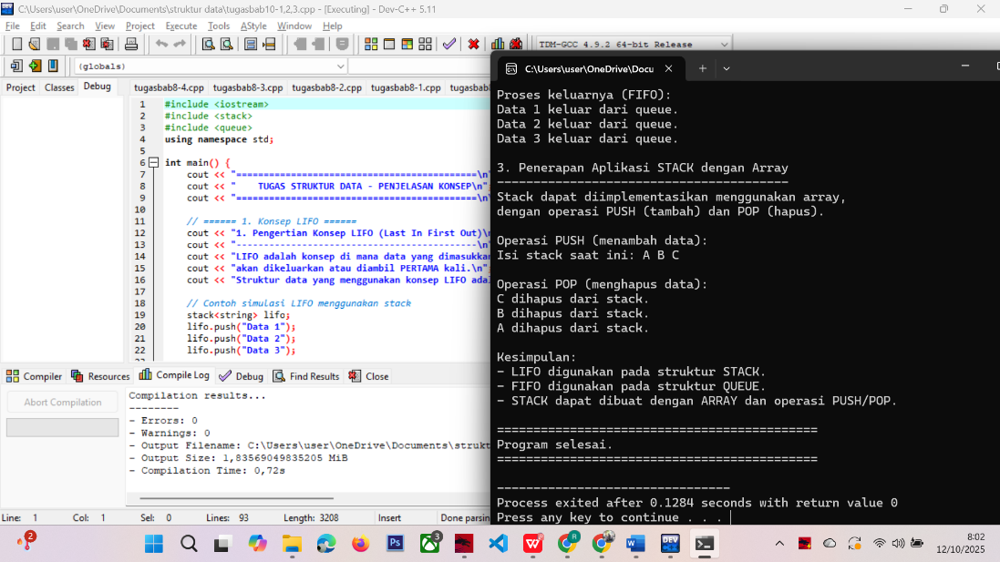 C:\Users\user\OneDrive\Documents\struktur data\tugasbab10-1,2,3.cpp - [Executing] - Dev-C++ 5.11
File Edit Search View Project Execute Tools AStyle Window Help
TDM-GCC 4.9.2 64-bit Release
(globals)
Project Classes Debug
tugasbab8-4.cpp tugasbab8-3.cpp tugasbab8-2.cpp tugasbab8-1.cpp tugasbab
1 #include <iostream>
2 #include <stack>
3 #include <queue>
4 using namespace std;
5
6 int main() {
7 cout << "============================================\n"
8 cout << "    TUGAS STRUKTUR DATA - PENJELASAN KONSEP\n"
9 cout << "============================================\n"
10
11 // ====== 1. Konsep LIFO ======
12 cout << "1. Pengertian Konsep LIFO (Last In First Out)\n
13 cout << "--------------------------------------------\n"
14 cout << "LIFO adalah konsep di mana data yang dimasukkan
15 cout << "akan dikeluarkan atau diambil PERTAMA kali.\n"
16 cout << "Struktur data yang menggunakan konsep LIFO adal
17
18 // Contoh simulasi LIFO menggunakan stack
19 stack<string> lifo;
20 lifo.push("Data 1");
21 lifo.push("Data 2");
22 lifo.push("Data 3");
Compiler Resources Compile Log Debug Find Results Close
Abort Compilation
Compilation results...
--------
- Errors: 0
- Warnings: 0
- Output Filename: C:\Users\user\OneDrive\Documents\strukt
- Output Size: 1,83569049835205 MiB
- Compilation Time: 0,72s
Line: 1 Col: 1 Sel: 0 Lines: 93 Length: 3208 Insert Done parsin
C:\Users\user\OneDrive\Docu
Proses keluarnya (FIFO):
Data 1 keluar dari queue.
Data 2 keluar dari queue.
Data 3 keluar dari queue.
3. Penerapan Aplikasi STACK dengan Array
----------------------------------------
Stack dapat diimplementasikan menggunakan array,
dengan operasi PUSH (tambah) dan POP (hapus).
Operasi PUSH (menambah data):
Isi stack saat ini: A B C
Operasi POP (menghapus data):
C dihapus dari stack.
B dihapus dari stack.
A dihapus dari stack.
Kesimpulan:
- LIFO digunakan pada struktur STACK.
- FIFO digunakan pada struktur QUEUE.
- STACK dapat dibuat dengan ARRAY dan operasi PUSH/POP.
============================================
Program selesai.
============================================
--------------------------------
Process exited after 0.1284 seconds with return value 0
Press any key to continue . . .
2
Ps
3
R
DEV
8:02
12/10/2025